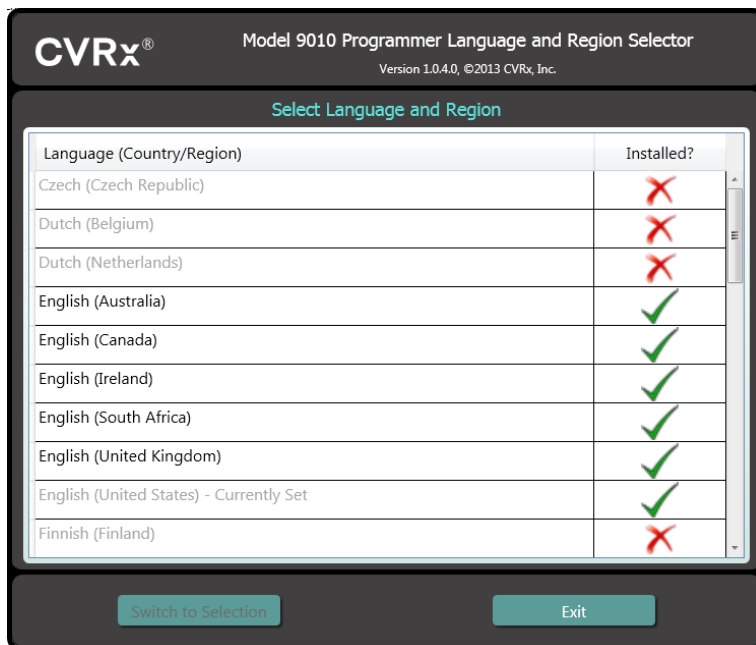 CVRx®
Model 9010 Programmer Language and Region Selector
Version 1.0.4.0, ©2013 CVRx, Inc.
Select Language and Region
Language (Country/Region) Installed?
Czech (Czech Republic)
Dutch (Belgium)
Dutch (Netherlands)
English (Australia)
English (Canada)
English (Ireland)
English (South Africa)
English (United Kingdom)
English (United States) - Currently Set
Finnish (Finland)
Switch to Selection Exit